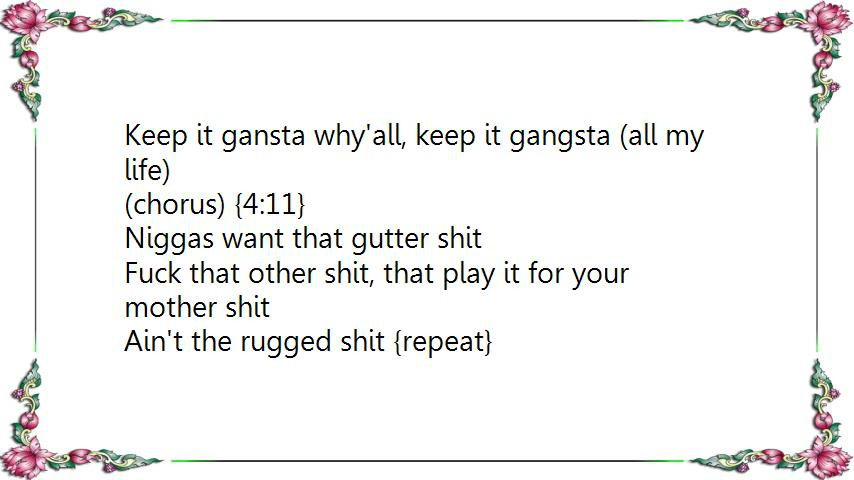 Keep it gansta why'all, keep it gangsta (all my
life)
(chorus) {4:11}
Niggas want that gutter shit
Fuck that other shit, that play it for your
mother shit
Ain't the rugged shit {repeat}